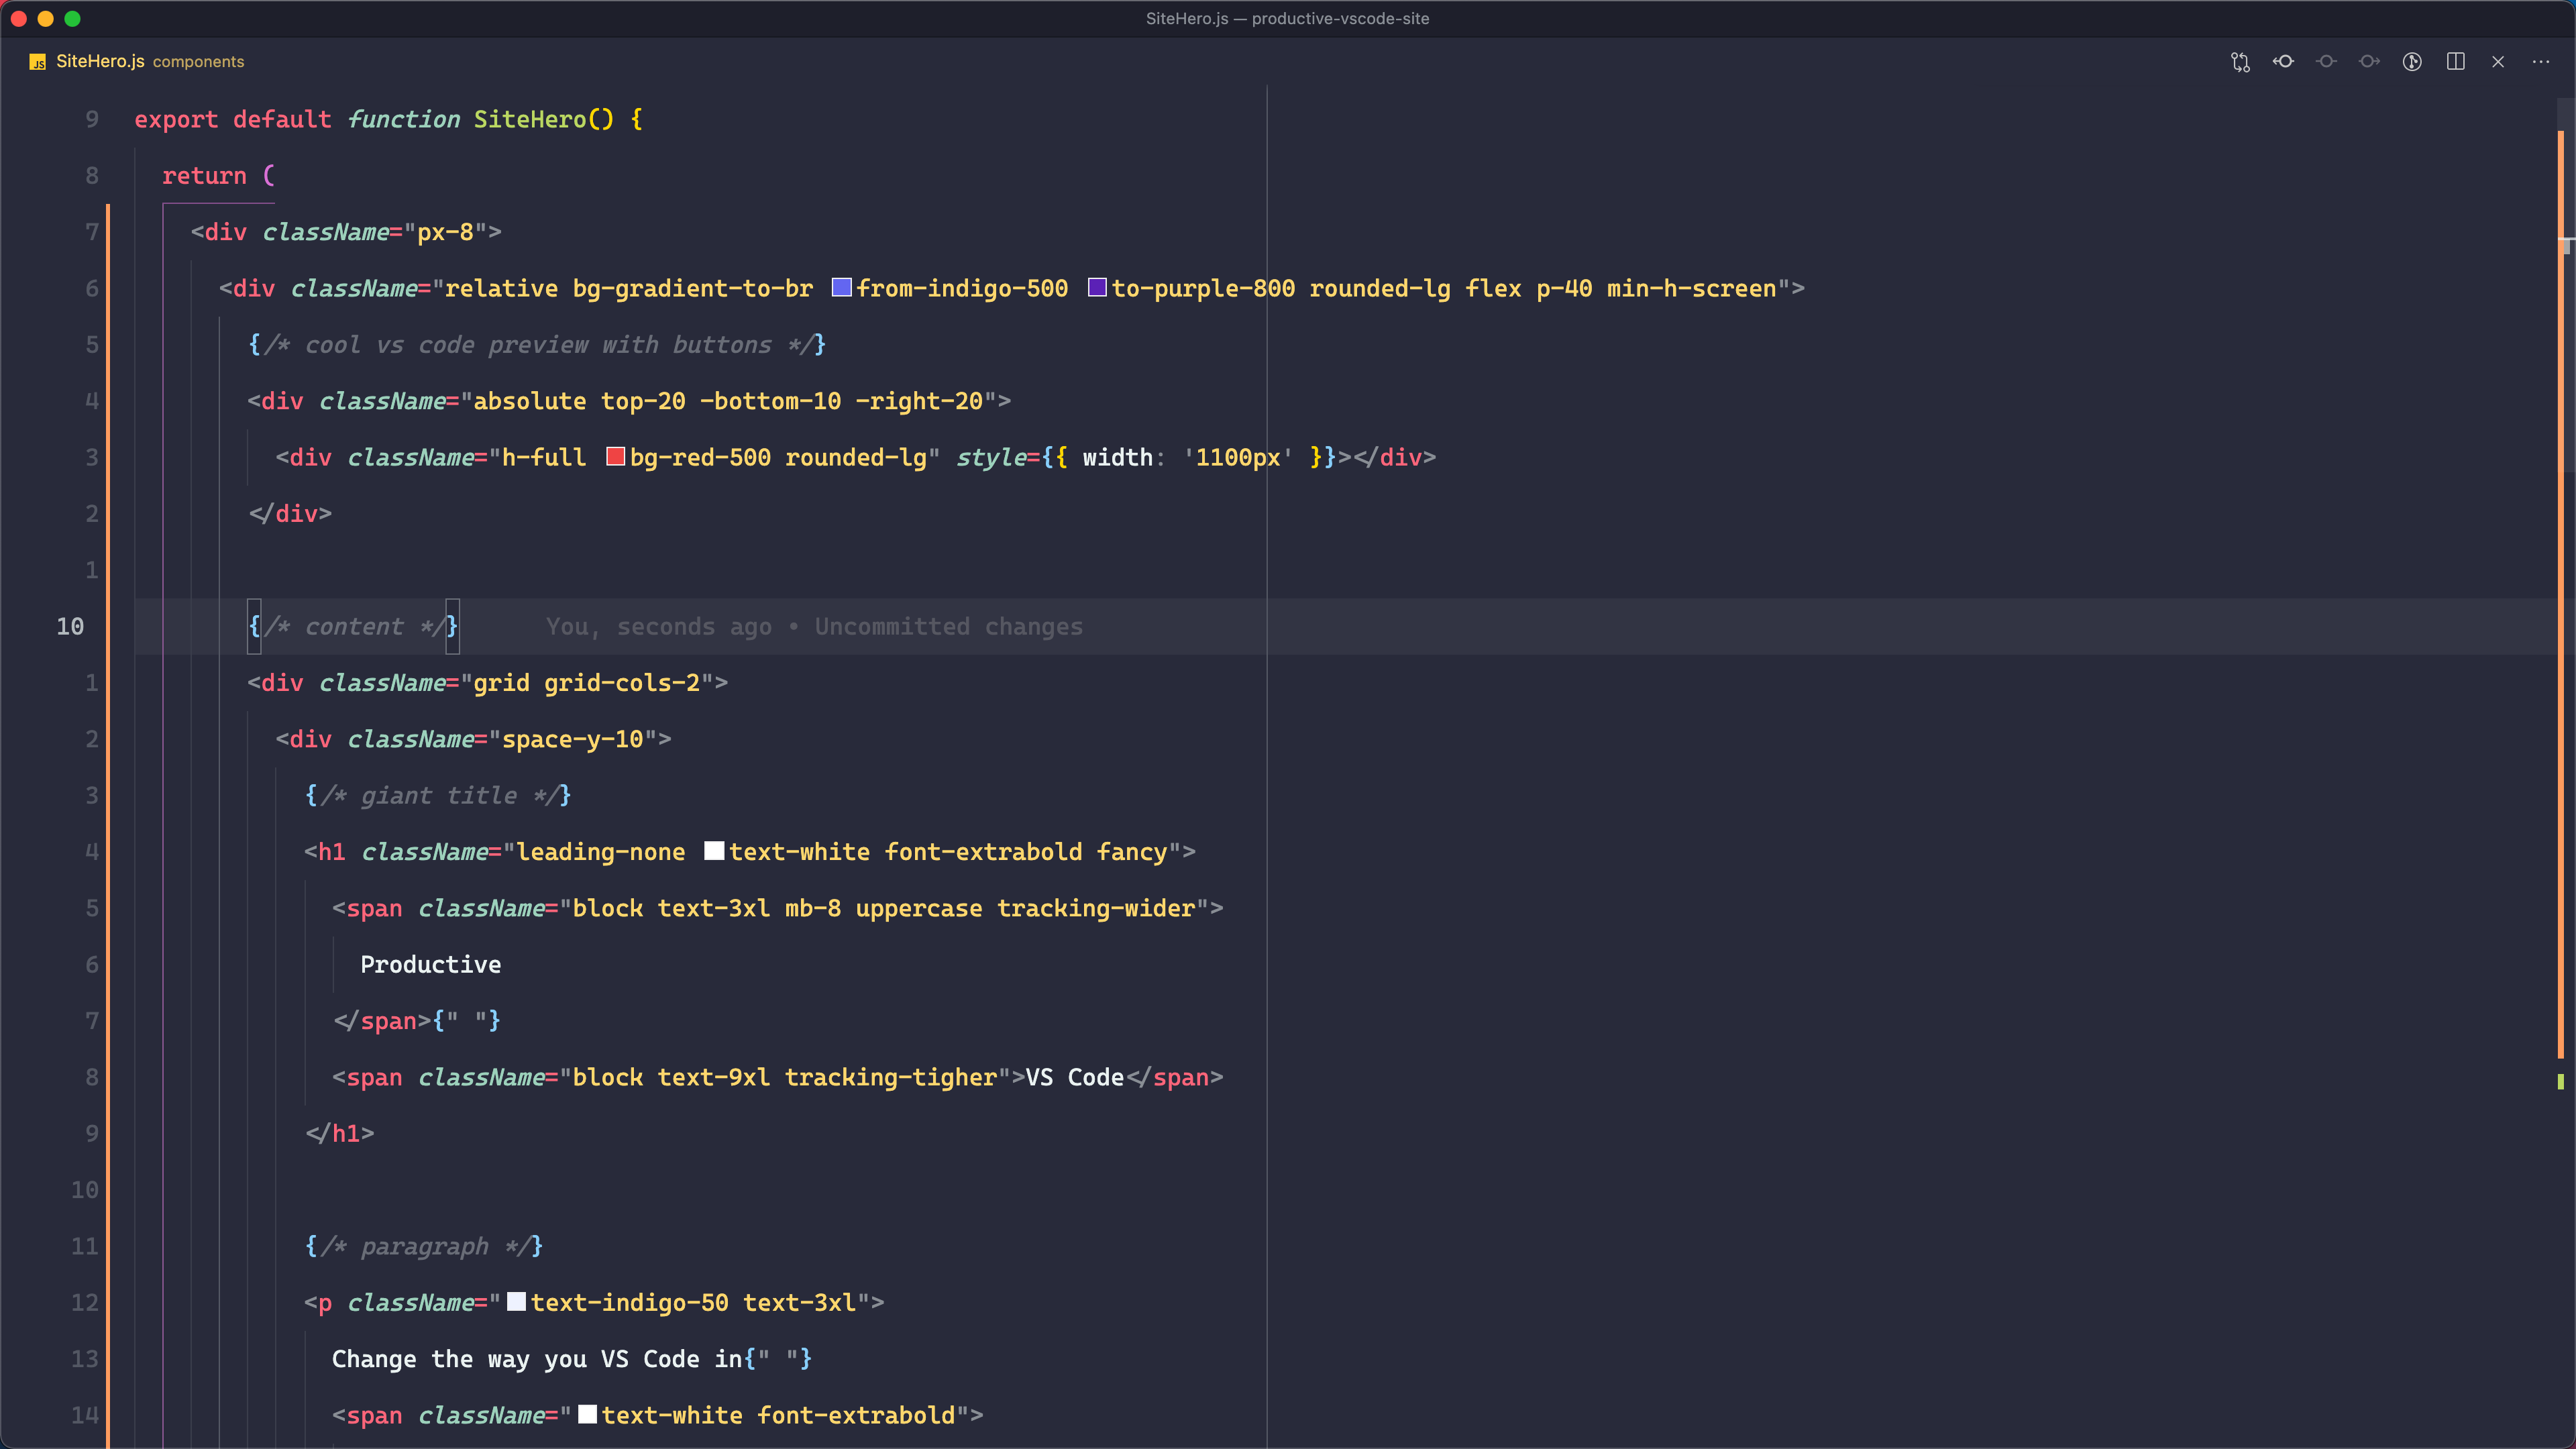 SiteHero.js — productive-vscode-site
JS SiteHero.js components
9 export default function SiteHero() {
8 return (
7 <div className="px-8">
6 <div className="relative bg-gradient-to-br from-indigo-500 to-purple-800 rounded-lg flex p-40 min-h-screen">
5 {/* cool vs code preview with buttons */}
4 <div className="absolute top-20 -bottom-10 -right-20">
3 <div className="h-full bg-red-500 rounded-lg" style={{ width: '1100px' }}></div>
2 </div>
1
10 {/* content */} You, seconds ago • Uncommitted changes
1 <div className="grid grid-cols-2">
2 <div className="space-y-10">
3 {/* giant title */}
4 <h1 className="leading-none text-white font-extrabold fancy">
5 <span className="block text-3xl mb-8 uppercase tracking-wider">
6 Productive
7 </span>{" "}
8 <span className="block text-9xl tracking-tigher">VS Code</span>
9 </h1>
10
11 {/* paragraph */}
12 <p className="text-indigo-50 text-3xl">
13 Change the way you VS Code in{" "}
14 <span className="text-white font-extrabold">